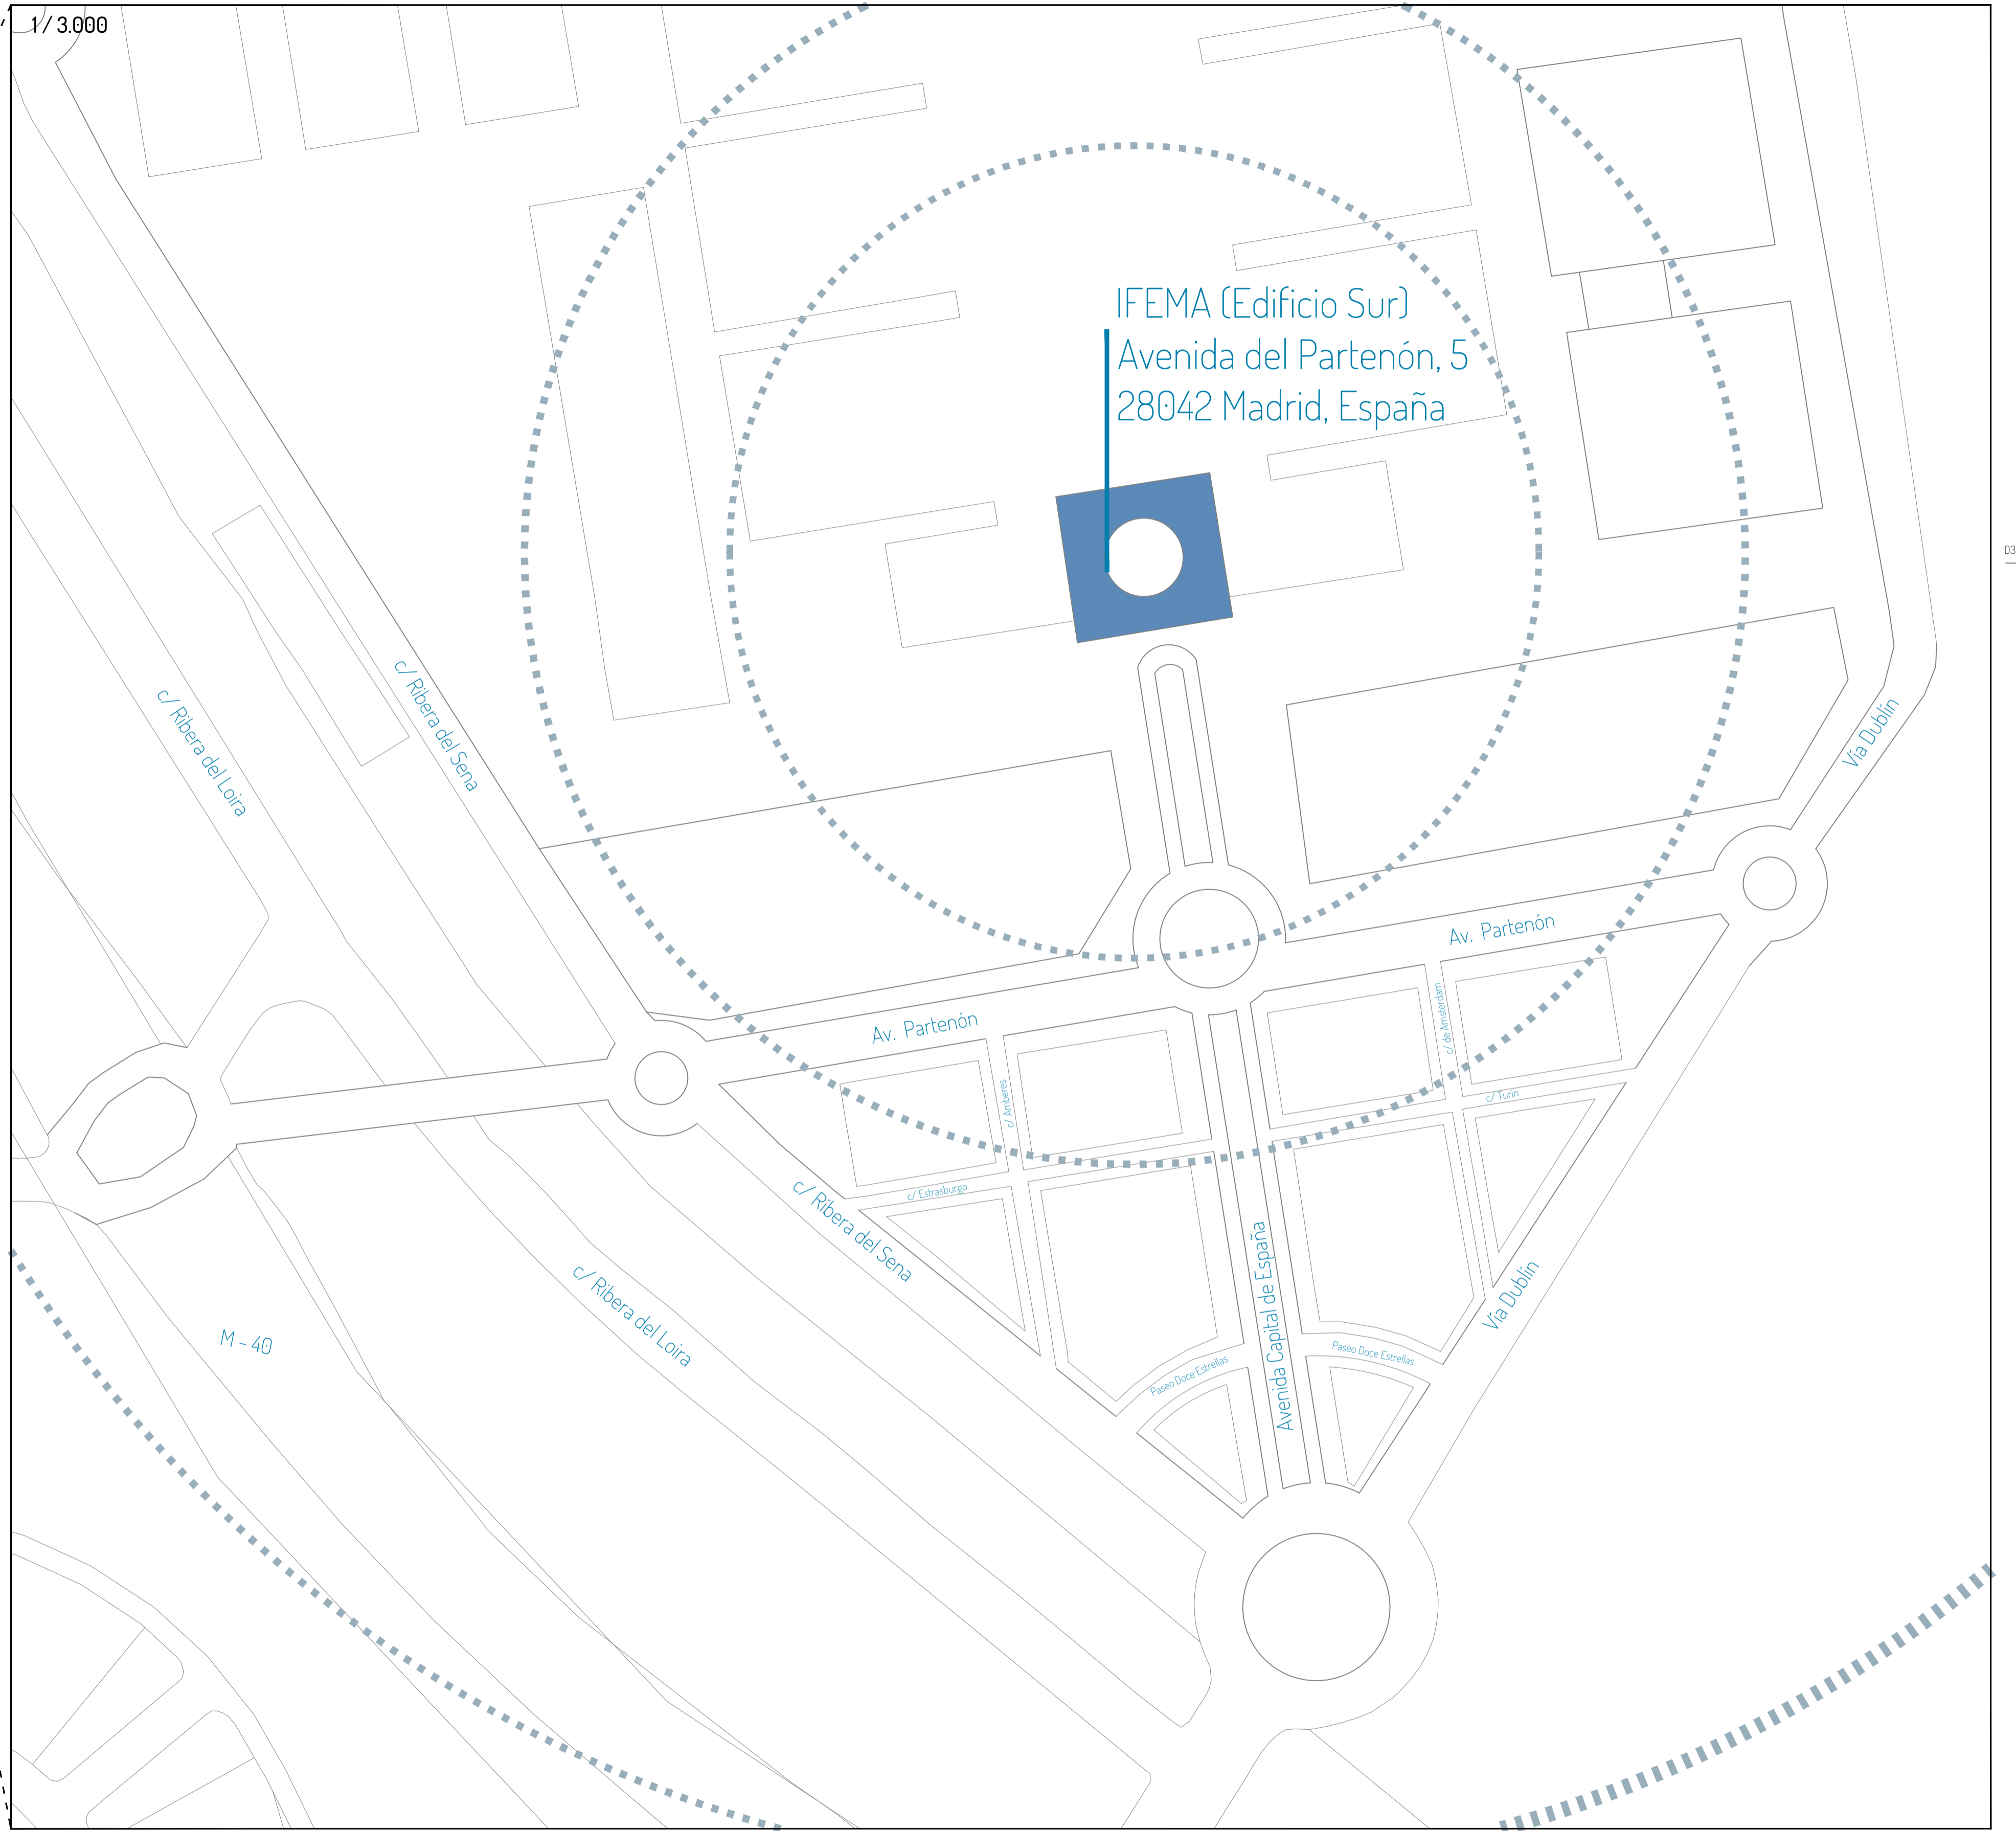 1/3.000
IFEMA (Edificio Sur)
Avenida del Partenón, 5
28042 Madrid, España
D3
c/ Ribera del Sena
c/ Ribera del Loira
Vía Dublín
Av. Partenón
Av. Partenón
c/ de Amsterdam
c/ Amberes
c/ Turín
c/ Estrasburgo
c/ Ribera del Sena
c/ Ribera del Loira
Avenida Capital de España
Vía Dublín
M-40
Paseo Doce Estrellas
Paseo Doce Estrellas